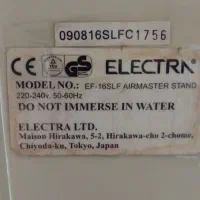 090816SLFC1756
CE GS ELECTRA
MODEL NO.: EF-16SLF AIRMASTER STAND
220-240v, 50-60Hz
DO NOT IMMERSE IN WATER
ELECTRA LTD.
Maison Hirakawa, 5-2, Hirakawa-cho 2-chome,
Chiyoda-ku, Tokyo, Japan